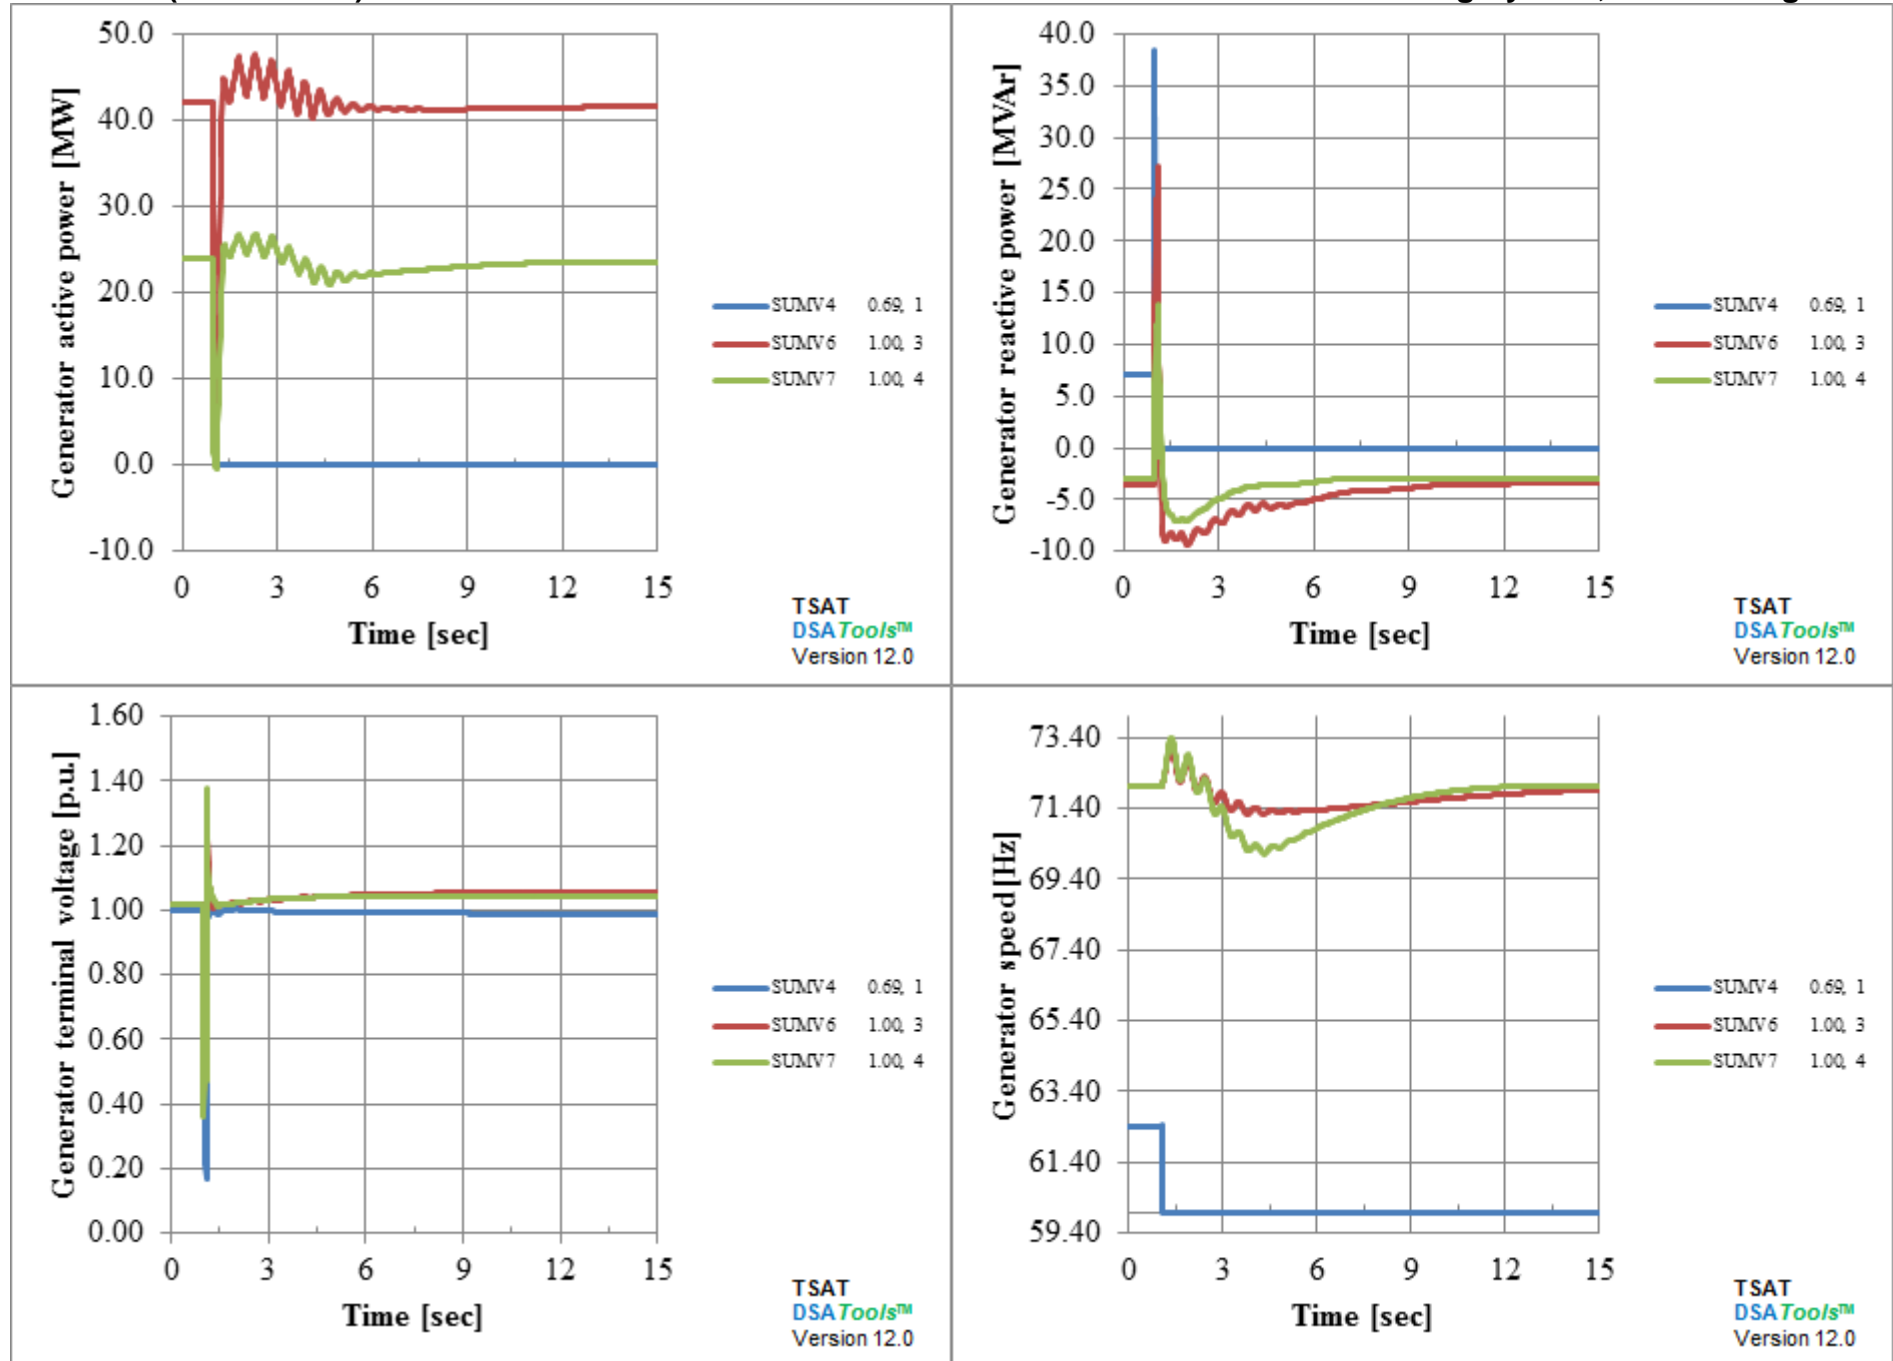 Generator active power [MW]
50.0
40.0
30.0
20.0
10.0
0.0
-10.0
0 3 6 9 12 15
Time [sec]
SUMV4 0.69, 1
SUMV6 1.00, 3
SUMV7 1.00, 4
TSAT
DSATools™
Version 12.0
Generator reactive power [MVAr]
40.0
35.0
30.0
25.0
20.0
15.0
10.0
5.0
0.0
-5.0
-10.0
0 3 6 9 12 15
Time [sec]
SUMV4 0.69, 1
SUMV6 1.00, 3
SUMV7 1.00, 4
TSAT
DSATools™
Version 12.0
Generator terminal voltage [p.u.]
1.60
1.40
1.20
1.00
0.80
0.60
0.40
0.20
0.00
0 3 6 9 12 15
Time [sec]
SUMV4 0.69, 1
SUMV6 1.00, 3
SUMV7 1.00, 4
TSAT
DSATools™
Version 12.0
Generator speed [Hz]
73.40
71.40
69.40
67.40
65.40
63.40
61.40
59.40
0 3 6 9 12 15
Time [sec]
SUMV4 0.69, 1
SUMV6 1.00, 3
SUMV7 1.00, 4
TSAT
DSATools™
Version 12.0